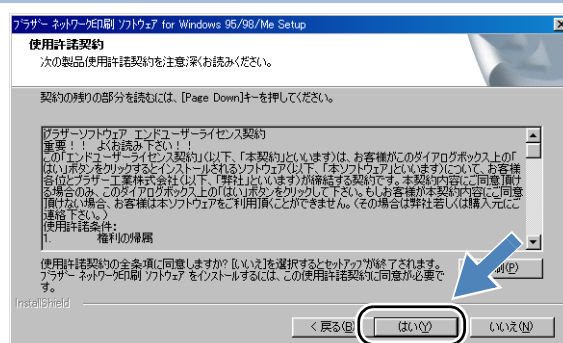 ブラザー ネットワークEJ印刷 ソフトウェア for Windows 95/98/Me Setup
使用許諾契約
次の製品使用許諾契約を注意深くお読みください。
契約の残りの部分を読むには、[Page Down]キーを押してください。
ブラザーソフトウェア エンドユーザーライセンス契約
重要！！ よくお読み下さい！！
この「エンドユーザーライセンス契約」（以下、「本契約」といいます）は、お客様がこのダイアログボックス上の「
はい」ボタンをクリックするとインストールされるソフトウェア（以下、「本ソフトウェア」といいます）について、お客様
各位とブラザー工業株式会社（以下、「弊社」といいます）が締結する契約です。本契約内容にご同意頂け
る場合のみ、このダイアログボックス上の「はい」ボタンをクリックして下さい。もしお客様が本契約内容にご同意
頂けない場合、お客様は本ソフトウェアをご利用頂くことができません。（その場合は弊社若しくは購入元にご
連絡下さい。）
使用許諾条件:
1. 権利の帰属
使用許諾契約の全条項に同意しますか? [いいえ]を選択するとセットアップが終了されます。
ブラザー ネットワークEJ印刷 ソフトウェア をインストールするには、この使用許諾契約に同意が必要で
す。
刷(P)
InstallShield
< 戻る(B)
はい(Y)
いいえ(N)